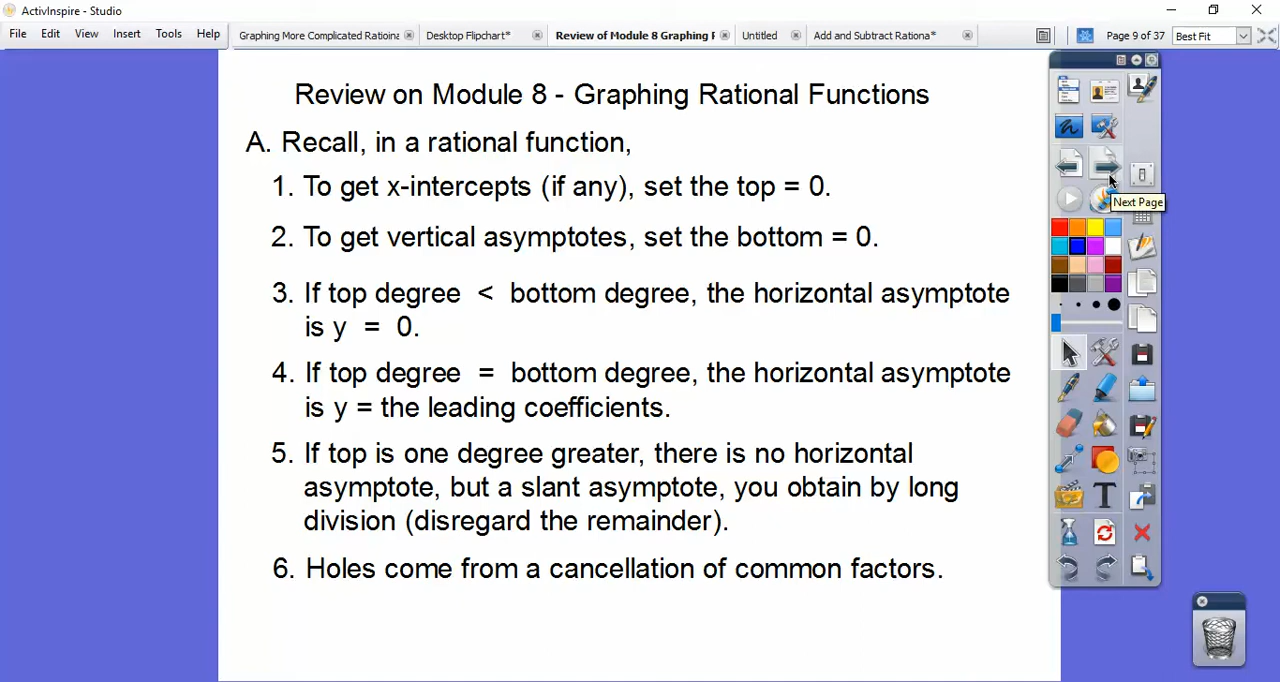 ActivInspire - Studio
File Edit View Insert Tools Help
Graphing More Complicated Rationa
Desktop Flipchart*
Review of Module 8 Graphing F
Untitled
Add and Subtract Rationa*
Page 9 of 37
Best Fit
Review on Module 8 - Graphing Rational Functions
A. Recall, in a rational function,
1. To get x-intercepts (if any), set the top = 0.
2. To get vertical asymptotes, set the bottom = 0.
3. If top degree < bottom degree, the horizontal asymptote
is y = 0.
4. If top degree = bottom degree, the horizontal asymptote
is y = the leading coefficients.
5. If top is one degree greater, there is no horizontal
asymptote, but a slant asymptote, you obtain by long
division (disregard the remainder).
6. Holes come from a cancellation of common factors.
Next Page